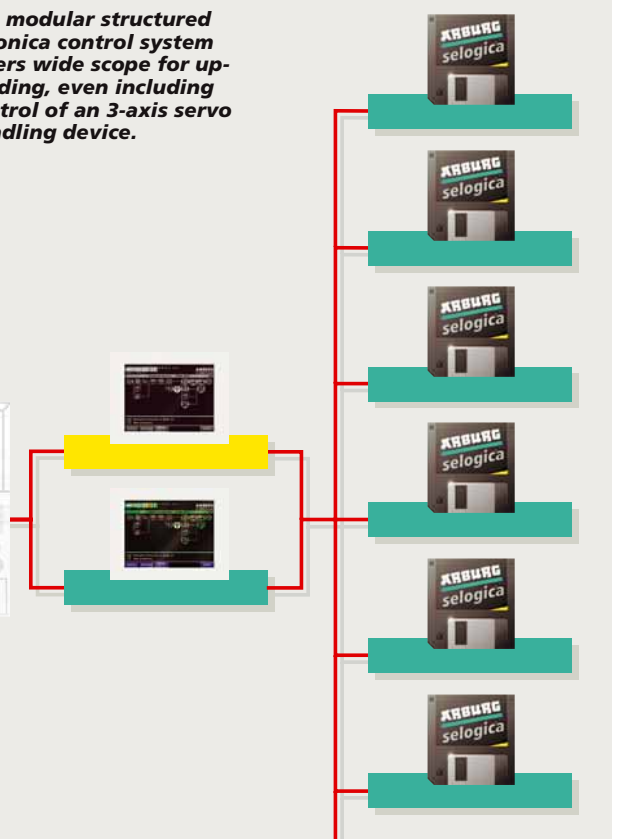 modular structured
onica control system
ers wide scope for up-
ding, even including
trol of an 3-axis servo
ndling device.
ARBURG
selogica
ARBURG
selogica
ARBURG
selogica
ARBURG
selogica
ARBURG
selogica
ARBURG
selogica